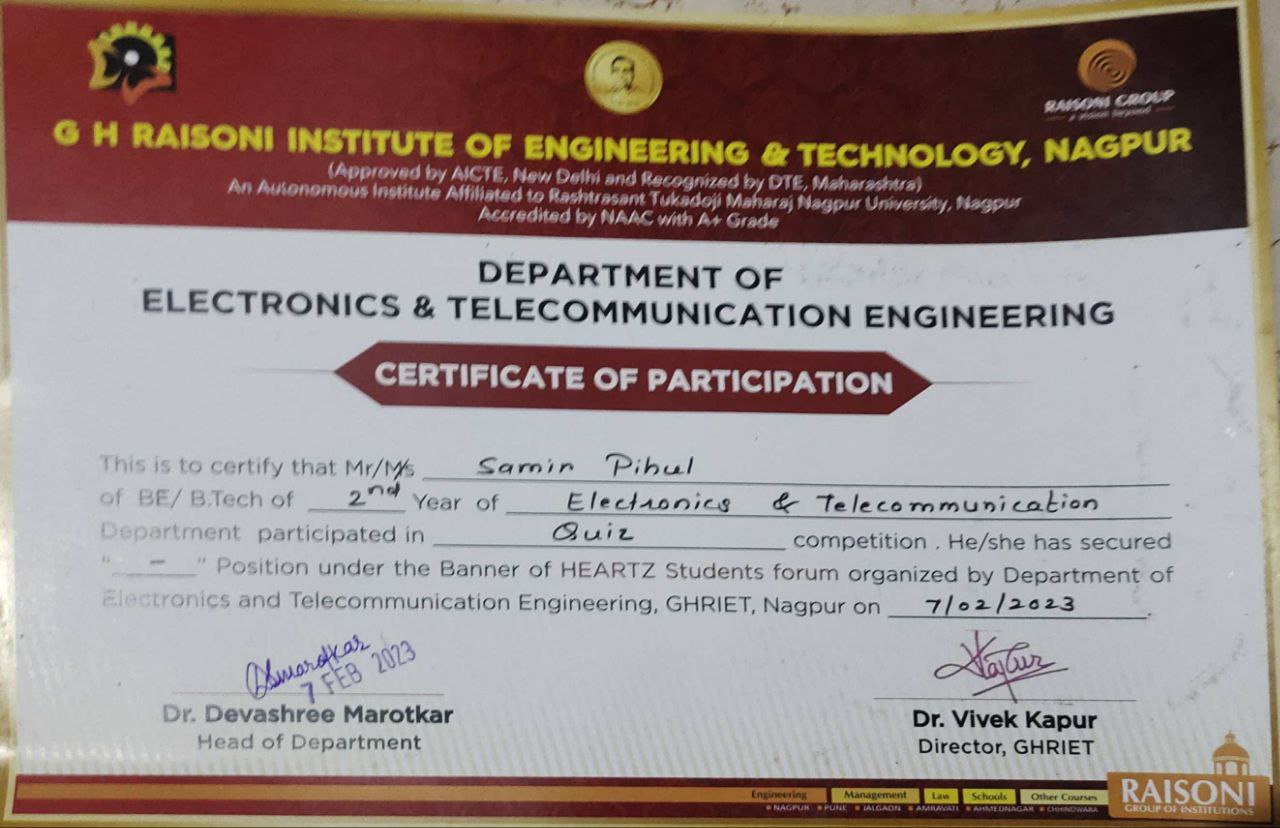 RAISONI GROUP
a vision beyond
G H RAISONI INSTITUTE OF ENGINEERING & TECHNOLOGY, NAGPUR
(Approved by AICTE, New Delhi and Recognized by DTE, Maharashtra)
An Autonomous Institute Affiliated to Rashtrasant Tukadoji Maharaj Nagpur University, Nagpur
Accredited by NAAC with A+ Grade
DEPARTMENT OF
ELECTRONICS & TELECOMMUNICATION ENGINEERING
CERTIFICATE OF PARTICIPATION
This is to certify that Mr/M/s Samin Pihul
of BE/ B.Tech of 2nd Year of Electronics & Telecommunication
Department participated in Quiz competition . He/she has secured
" - " Position under the Banner of HEARTZ Students forum organized by Department of
Electronics and Telecommunication Engineering, GHRIET, Nagpur on 7/02/2023.
Dsmarotkar Kapur
7 FEB 2023
Dr. Devashree Marotkar Dr. Vivek Kapur
Head of Department Director, GHRIET
Engineering Management Law Schools Other Courses
▪ NAGPUR ▪ PUNE ▪ JALGAON ▪ AMRAVATI ▪ AHMEDNAGAR ▪ CHHINDWARA
RAISONI
GROUP OF INSTITUTIONS